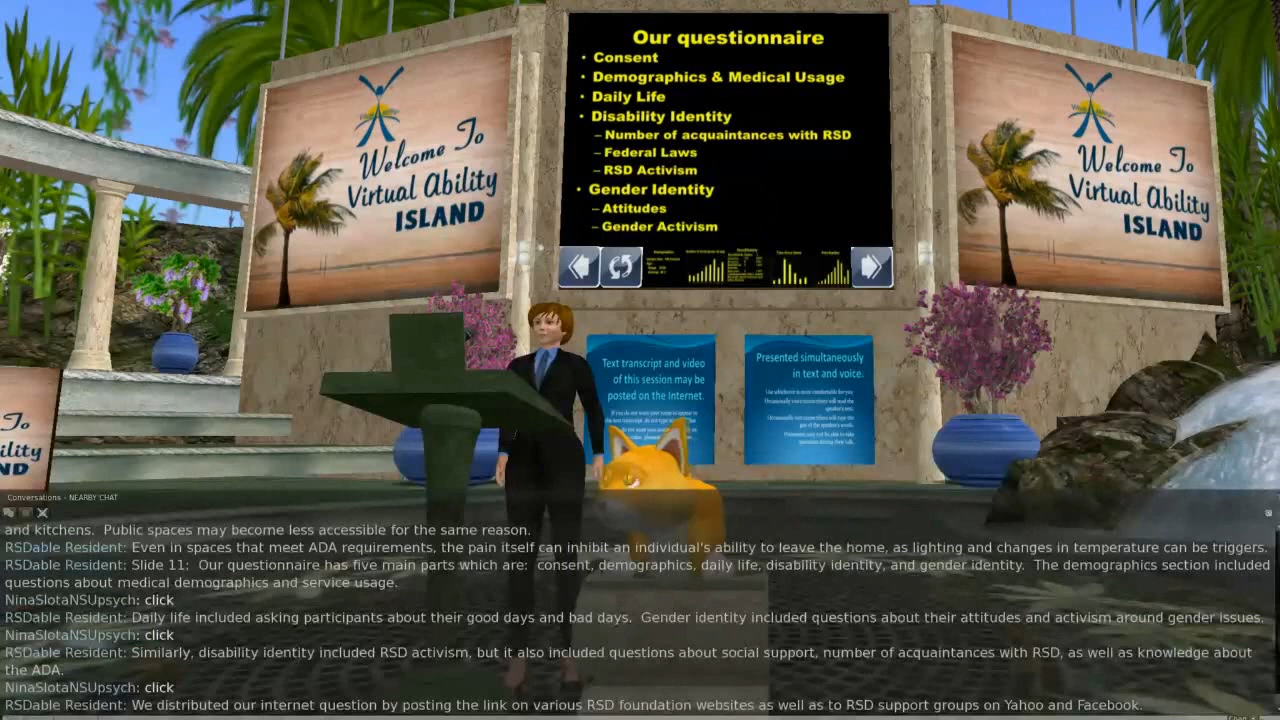 Our questionnaire
• Consent
• Demographics & Medical Usage
• Daily Life
• Disability Identity
– Number of acquaintances with RSD
– Federal Laws
– RSD Activism
• Gender Identity
– Attitudes
– Gender Activism
Welcome To
Virtual Ability
ISLAND
Welcome To
Virtual Ability
ISLAND
Text transcript and video
of this session may be
posted on the Internet.
Presented simultaneously
in text and voice.
To
ility
ND
Conversations - NEARBY CHAT
and kitchens. Public spaces may become less accessible for the same reason.
RSDable Resident: Even in spaces that meet ADA requirements, the pain itself can inhibit an individual's ability to leave the home, as lighting and changes in temperature can be triggers.
RSDable Resident: Slide 11: Our questionnaire has five main parts which are: consent, demographics, daily life, disability identity, and gender identity. The demographics section included
questions about medical demographics and service usage.
NinaSlotaNSUpsych: click
RSDable Resident: Daily life included asking participants about their good days and bad days. Gender identity included questions about their attitudes and activism around gender issues.
NinaSlotaNSUpsych: click
RSDable Resident: Similarly, disability identity included RSD activism, but it also included questions about social support, number of acquaintances with RSD, as well as knowledge about
the ADA.
NinaSlotaNSUpsych: click
RSDable Resident: We distributed our internet question by posting the link on various RSD foundation websites as well as to RSD support groups on Yahoo and Facebook.